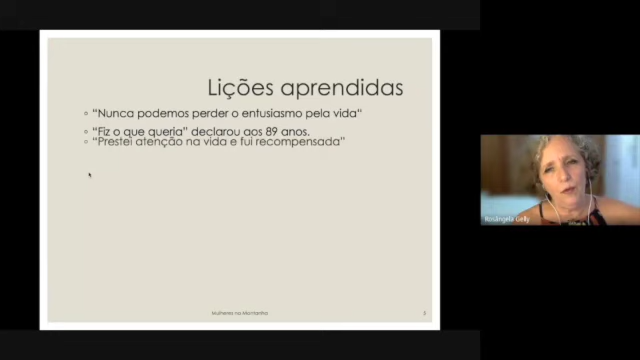 Lições aprendidas
“Nunca podemos perder o entusiasmo pela vida“
“Fiz o que queria” declarou aos 89 anos.
“Prestei atenção na vida e fui recompensada”
Mulheres na Montanha
5
Rosângela Gelly